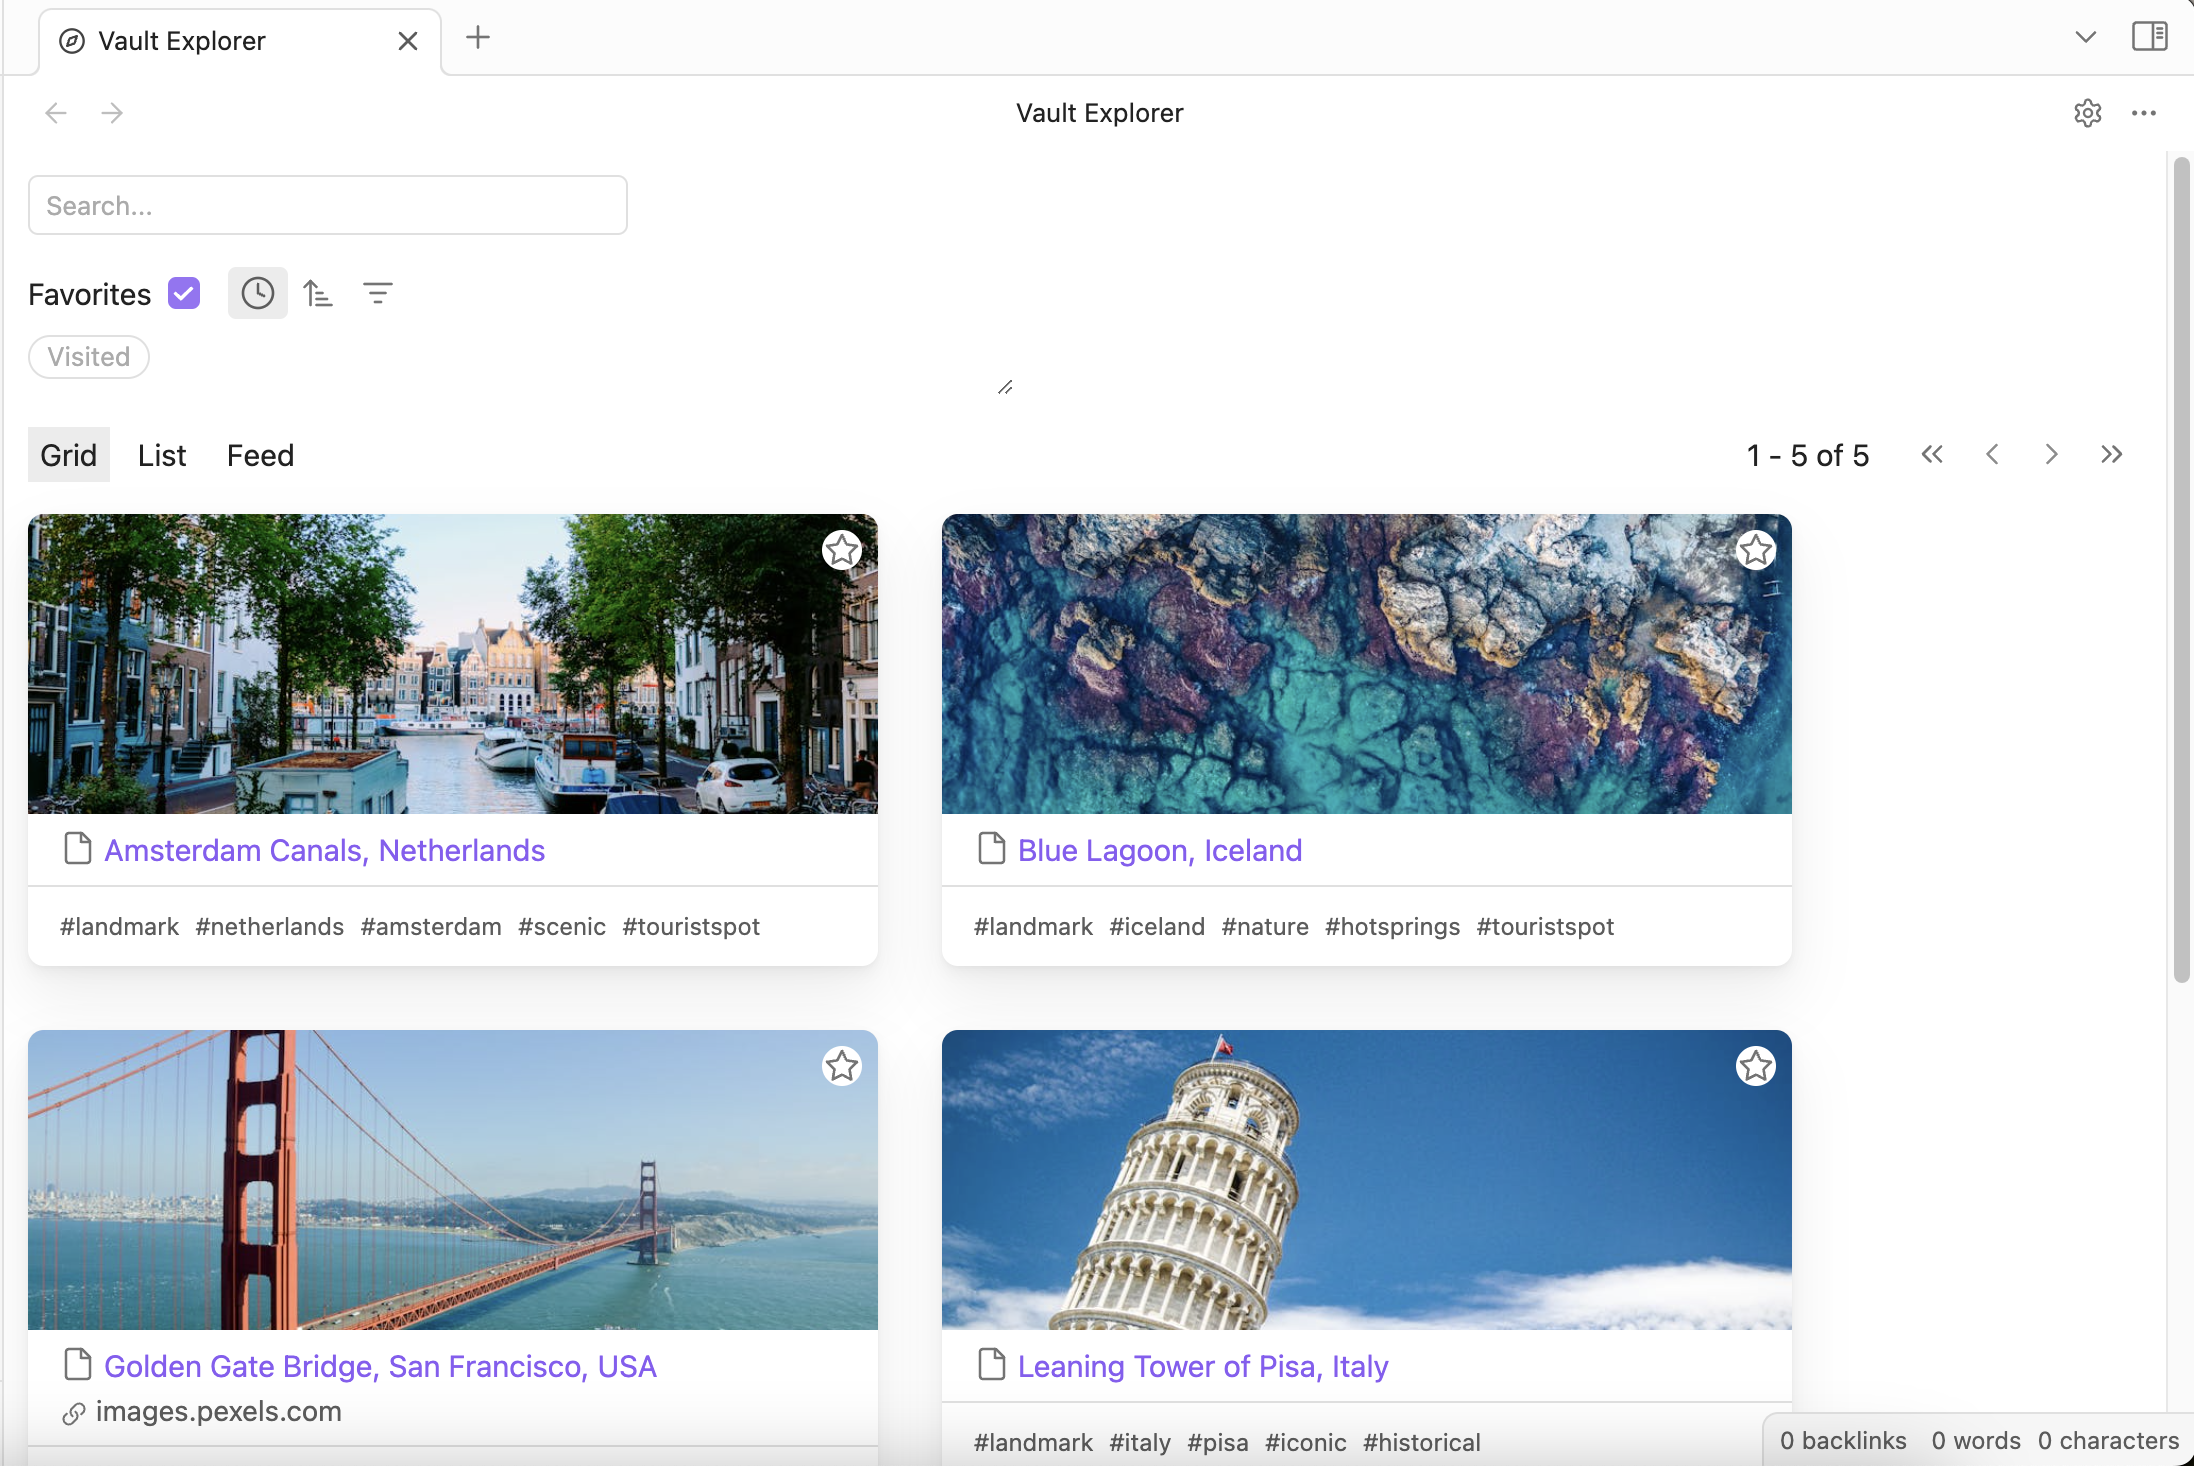 Vault Explorer
Vault Explorer
Search...
Favorites
Visited
Grid List Feed
1 - 5 of 5
Amsterdam Canals, Netherlands
#landmark #netherlands #amsterdam #scenic #touristspot
Blue Lagoon, Iceland
#landmark #iceland #nature #hotsprings #touristspot
Golden Gate Bridge, San Francisco, USA
images.pexels.com
Leaning Tower of Pisa, Italy
#landmark #italy #pisa #iconic #historical
0 backlinks 0 words 0 characters